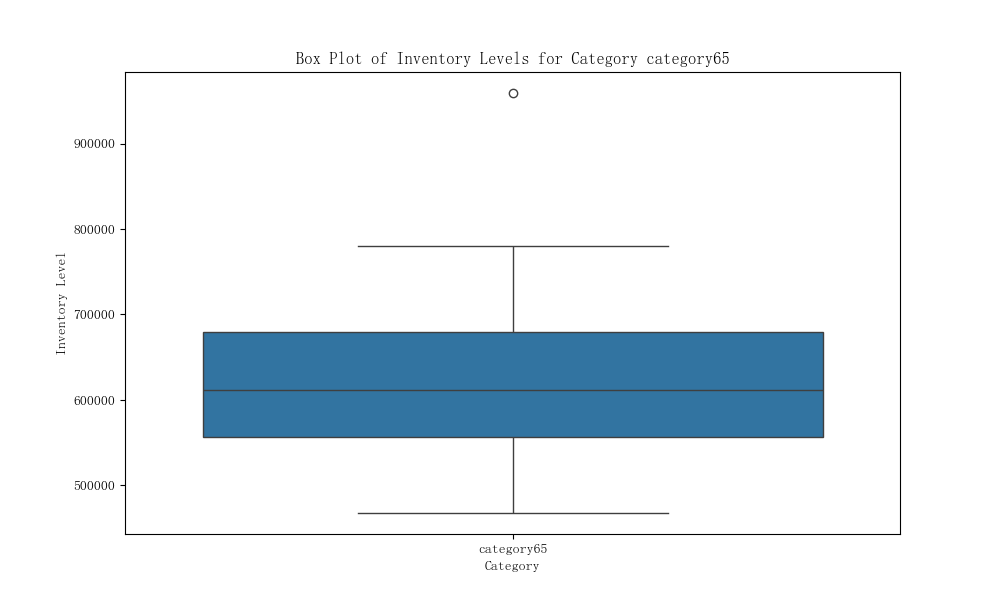 Box Plot of Inventory Levels for Category category65
900000
800000
700000
600000
500000
Inventory Level
category65
Category